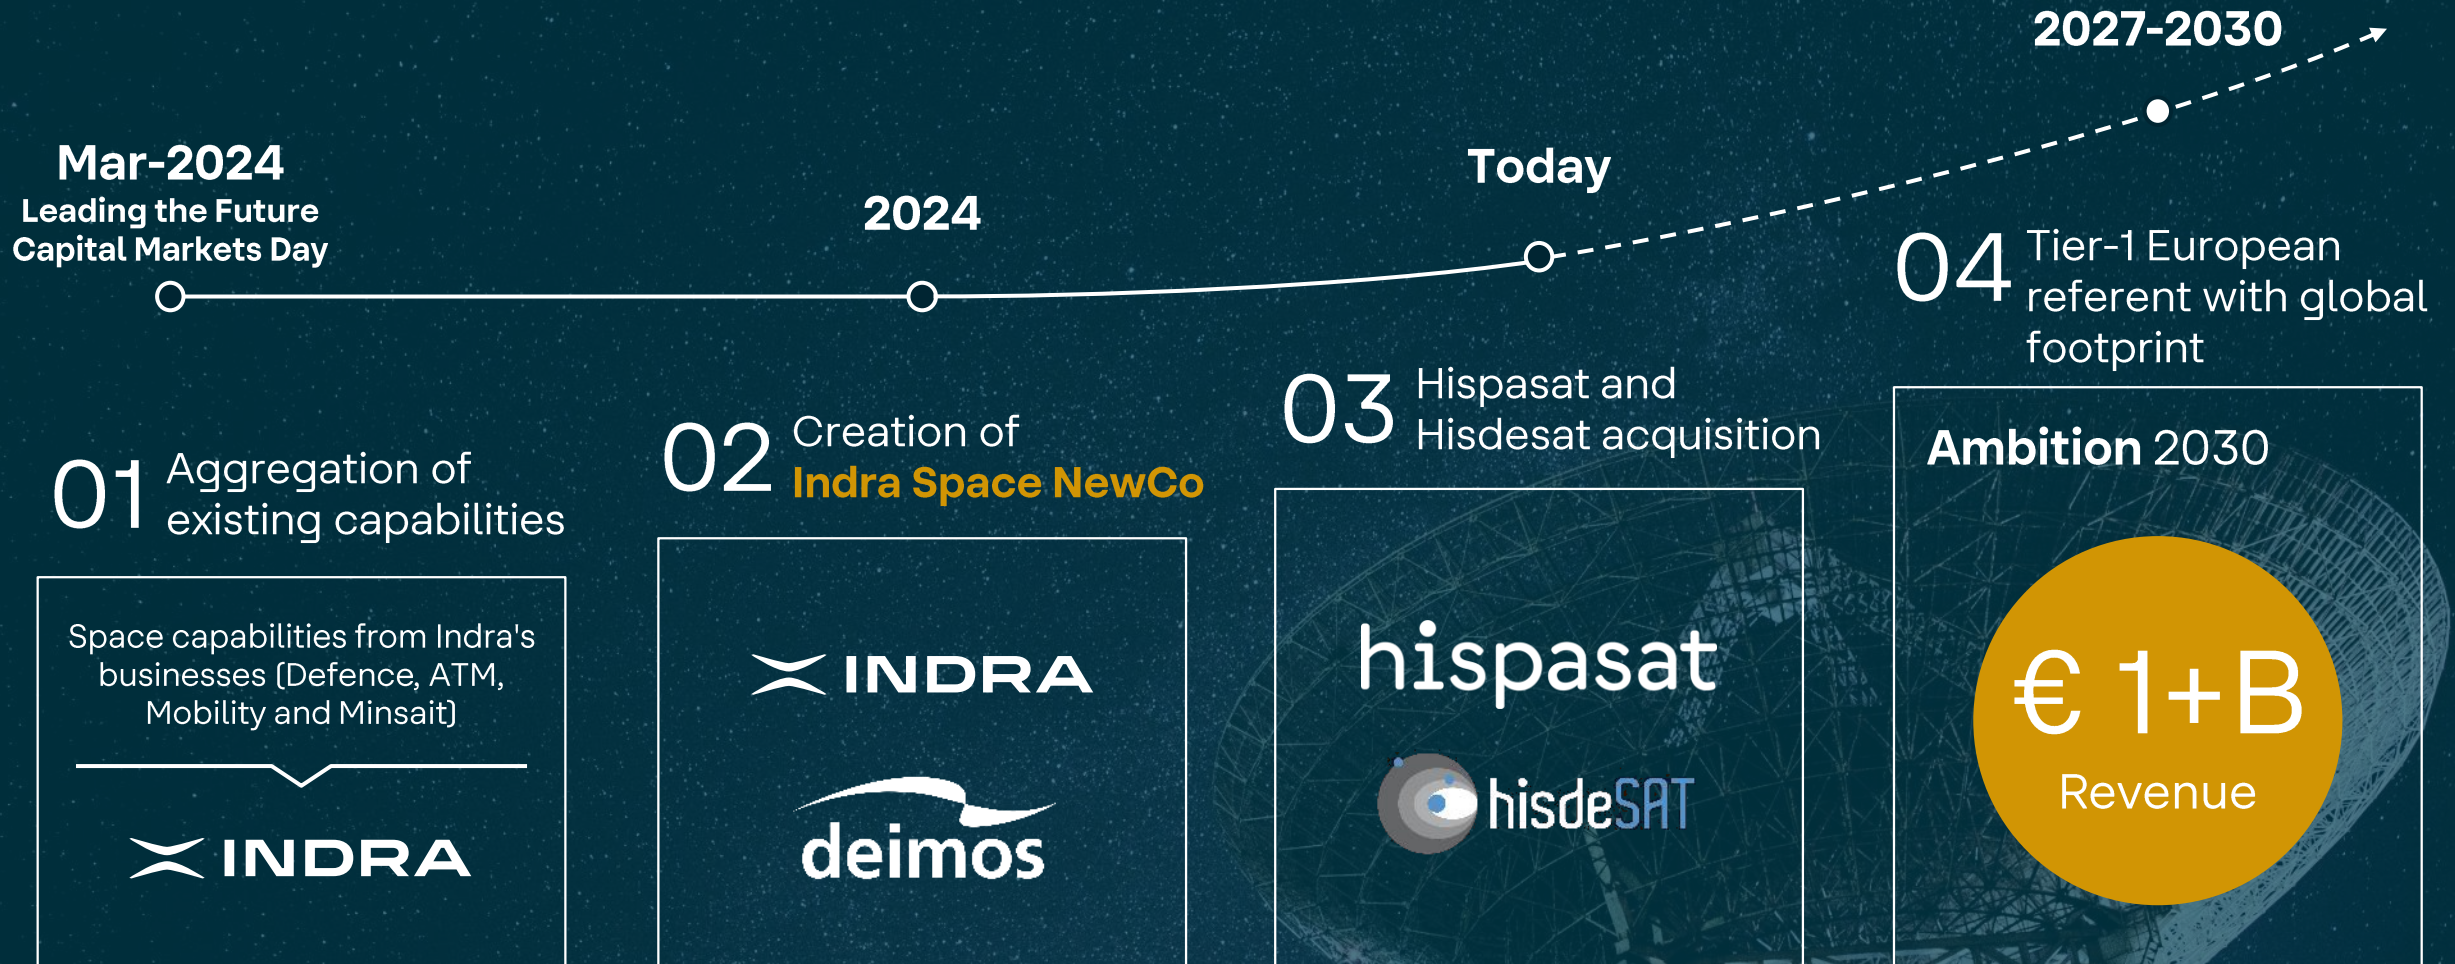 Mar-2024
Leading the Future
Capital Markets Day
2024
Today
2027-2030
01
Aggregation of
existing capabilities
Space capabilities from Indra's
businesses (Defence, ATM,
Mobility and Minsait)
INDRA
02
Creation of
Indra Space NewCo
INDRA
deimos
03
Hispasat and
Hisdesat acquisition
hispasat
hisdeSAT
04
Tier-1 European
referent with global
footprint
Ambition 2030
€ 1+B
Revenue